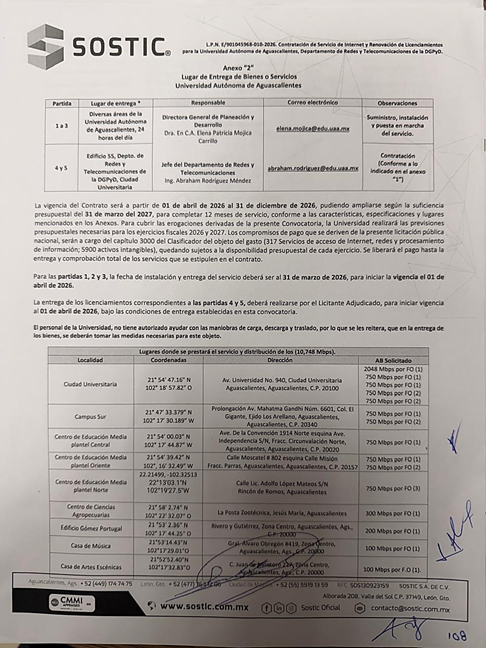 SOSTIC®
L.P.N. E/901045968-010-2026. Contratación de Servicio de Internet y Renovación de Licenciamientos
para la Universidad Autónoma de Aguascalientes, Departamento de Redes y
Telecomunicaciones de la DGPyD.
Anexo "2"
Lugar de Entrega de Bienes o Servicios
Universidad Autónoma de Aguascalientes
Partida Lugar de entrega * Responsable Correo electrónico Observaciones
1 a 3 Diversas áreas de la Universidad Autónoma de Aguascalientes, 24 horas del día Directora General de Planeación y Desarrollo Dra. En C.A. Elena Patricia Mojica Carrillo elena.mojica@edu.uaa.mx Suministro, instalación y puesta en marcha del servicio.
4 y 5 Edificio 55, Depto. de Redes y Telecomunicaciones de la DGPyD, Ciudad Universitaria Jefe del Departamento de Redes y Telecomunicaciones Ing. Abraham Rodríguez Méndez abraham.rodriguez@edu.uaa.mx Contratación (Conforme a lo indicado en el anexo "1")
La vigencia del Contrato será a partir de 01 de abril de 2026 al 31 de diciembre de 2026, pudiendo ampliarse según la suficiencia
presupuestal del 31 de marzo del 2027, para completar 12 meses de servicio, conforme a las características, especificaciones y lugares
mencionados en los Anexos. Para cubrir las erogaciones derivadas de la presente Convocatoria, la Universidad realizará las previsiones
presupuestales necesarias para los ejercicios fiscales 2026 y 2027. Los compromisos de pago que se deriven de la presente licitación pública
nacional, serán a cargo del capítulo 3000 del Clasificador del objeto del gasto (317 Servicios de acceso de Internet, redes y procesamiento
de información; 5900 activos intangibles), quedando sujetos a la disponibilidad presupuestal de cada ejercicio. Se liberará el pago hasta la
entrega y comprobación total de los servicios que se estipulen en el contrato.
Para las partidas 1, 2 y 3, la fecha de instalación y entrega del servicio deberá ser al 31 de marzo de 2026, para iniciar la vigencia el 01 de
abril de 2026.
La entrega de los licenciamientos correspondientes a las partidas 4 y 5, deberá realizarse por el Licitante Adjudicado, para iniciar vigencia
al 01 de abril de 2026, bajo las condiciones de entrega establecidas en esta convocatoria.
El personal de la Universidad, no tiene autorizado ayudar con las maniobras de carga, descarga y traslado, por lo que les reitera, que en la entrega de
los bienes, se deberán tomar las medidas necesarias para este objeto.
Lugares donde se prestará el servicio y distribución de los (10,748 Mbps).
Localidad Coordenadas Dirección AB Solicitado
Ciudad Universitaria 21° 54' 47.16" N 102° 18' 57.82" O Av. Universidad No. 940, Ciudad Universitaria Aguascalientes, Aguascalientes, C.P. 20100 2048 Mbps por FO (1) 750 Mbps por FO (1) 750 Mbps por FO (2) 750 Mbps por FO (2) 750 Mbps por FO (2)
Campus Sur 21° 47' 33.379" N 102° 17' 30.189" O Prolongación Av. Mahatma Gandhi Núm. 6601, Col. El Gigante, Ejido Los Arellano, Aguascalientes, Aguascalientes, C.P. 20340 750 Mbps por FO (1) 750 Mbps por FO (2)
Centro de Educación Media plantel Central 21° 54' 00.03" N 102° 17' 44.87" O Ave. De la Convención 1914 Norte esquina Ave. Independencia S/N, Fracc. Circunvalación Norte, Aguascalientes, Aguascalientes, C.P. 20020 750 Mbps por FO (1)
Centro de Educación Media plantel Oriente 21° 54' 39.42" N 102°, 16' 32.49" O Calle Moscatel # 802 esquina Calle Misión Fracc. Parras, Aguascalientes, Aguascalientes, C.P. 20157 750 Mbps por FO (1) 750 Mbps por FO (2)
Centro de Educación Media plantel Norte 22.21499, -102.32513 22°13'03.1"N 102°19'27.5"W Calle Lic. Adolfo López Mateos S/N Rincón de Romos, Aguascalientes 750 Mbps por FO (3)
Centro de Ciencias Agropecuarias 21° 58' 2.74" N 102° 22' 32.07" O La Posta Zootécnica, Jesús María, Aguascalientes 300 Mbps por FO (1)
Edificio Gómez Portugal 21° 53' 2.36" N 102° 17' 44.25" O Rivero y Gutiérrez, Zona Centro, Aguascalientes, Ags., C.P. 20000 200 Mbps por FO (1)
Casa de Música 21°53'14.43"N 102°17'29.01"O Gral. Álvaro Obregón #419, Zona Centro, Aguascalientes, Ags., C.P. 20000 100 Mbps por FO (1)
Casa de Artes Escénicas 21°52'52.40"N 102°17'32.83"O C. Juan de Montoro 224, Zona Centro, Aguascalientes, Ags., C.P. 20000 100 Mbps por F.O (1)
Aguascalientes, Ags. • 52 (449) 174 74 75 León, Gto. +52 (477) Ciudad de México +52 (55) 5919 13 59 RFC SOS130923159 SOSTIC S.A. DE C.V.
Alborada 208, Valle del Sol C.P. 37149, León, Gto.
CMMI
APPRAISED
www.sostic.com.mx Sostic Oficial contacto@sostic.com.mx
108